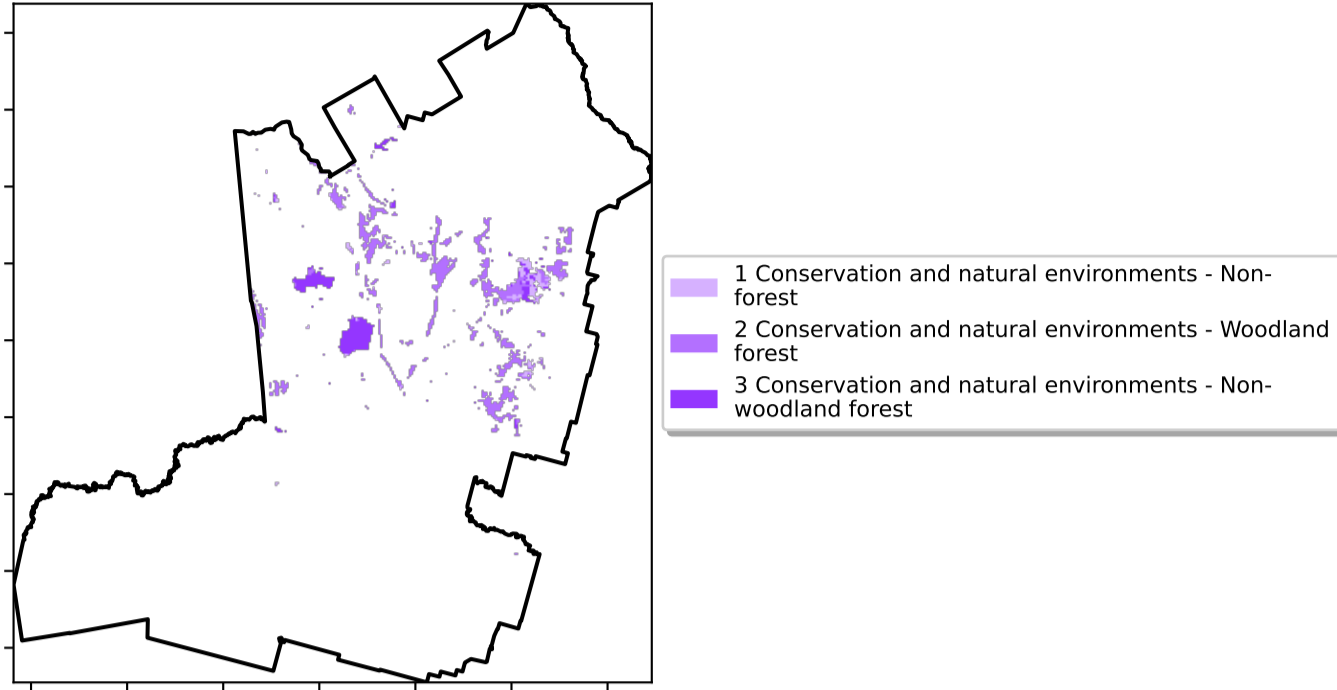 1 Conservation and natural environments - Non-
forest
2 Conservation and natural environments - Woodland
forest
3 Conservation and natural environments - Non-
woodland forest